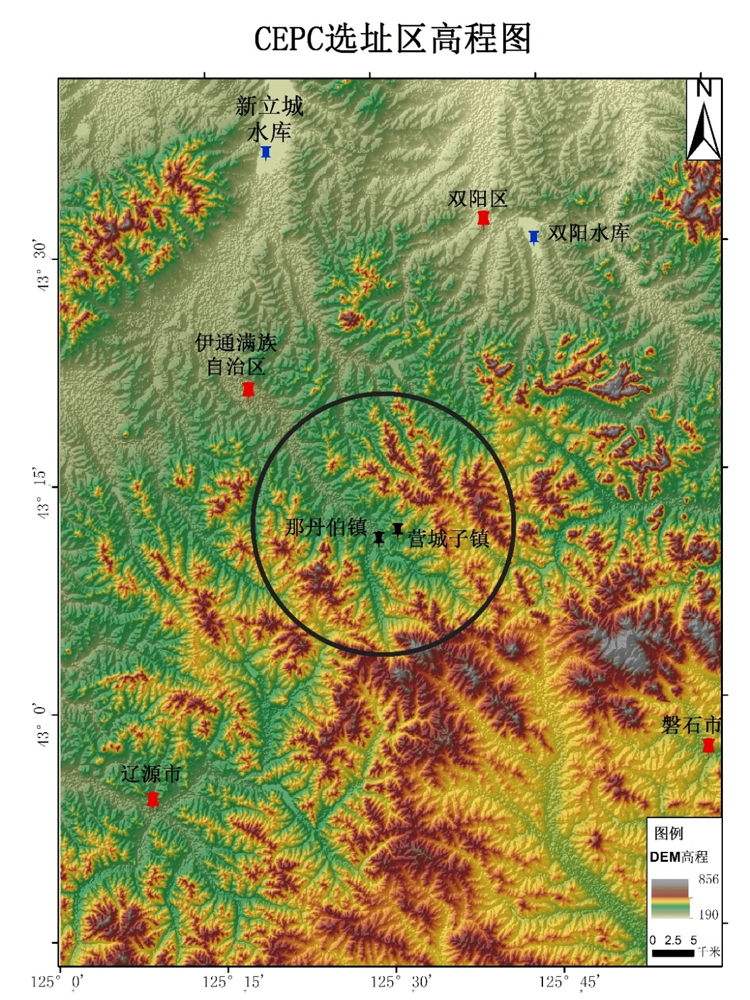 CEPC选址区高程图
N
新立城
水库
双阳区
双阳水库
43° 30'
伊通满族
自治区
43° 15'
那丹伯镇
营城子镇
43° 0'
磐石市
辽源市
图例
DEM高程
856
190
0 2.5 5
千米
125° 0'
125° 15'
125° 30'
125° 45'